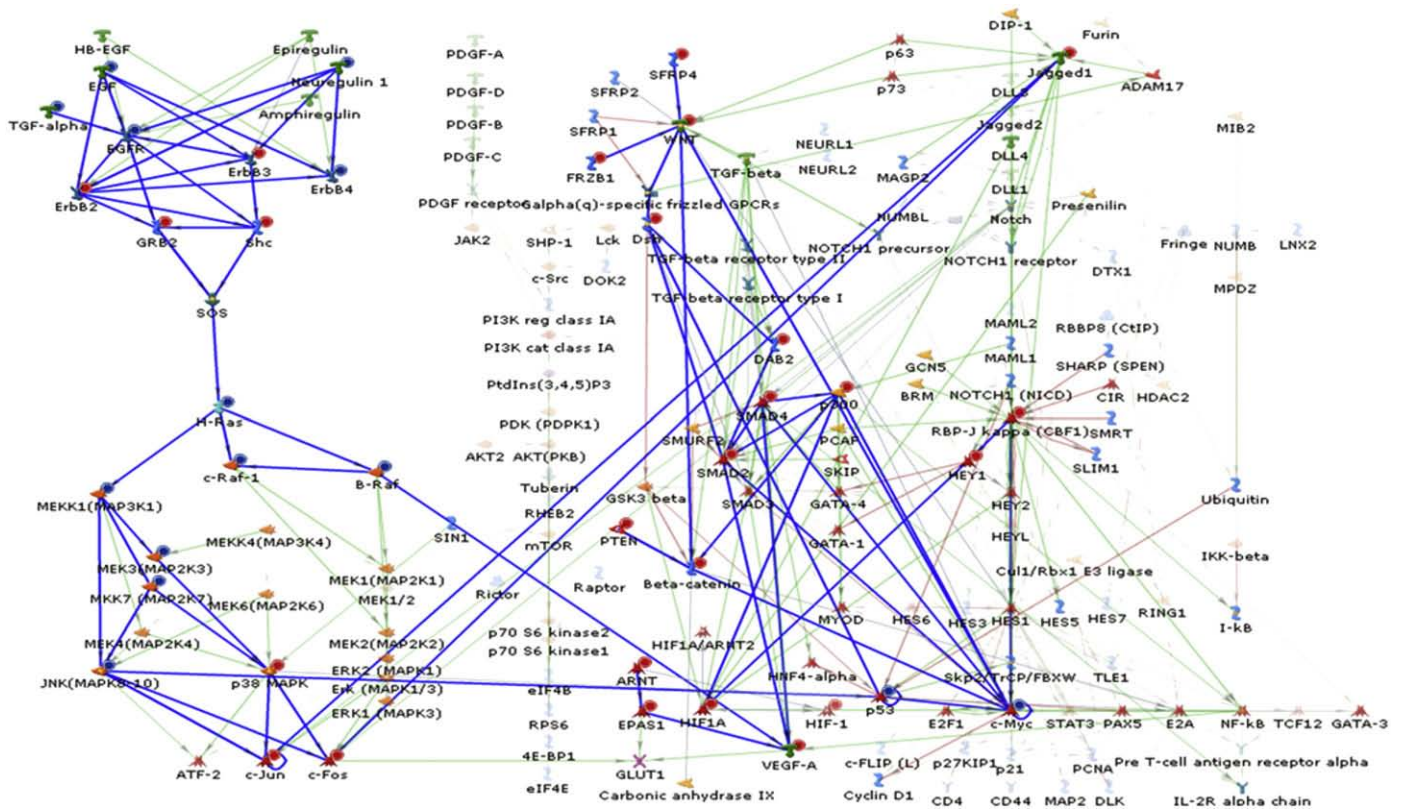 DIP-1
Furin
HB-EGF
Epiregulin
PDGF-A
p63
Jagged1
SFRP4
EGF
Neuregulin 1
SFRP2
p73
ADAM17
PDGF-D
DLL3
Amphiregulin
TGF-alpha
PDGF-B
Jagged2
MIB2
SFRP1
WNT
NEURL1
EGFR
PDGF-C
DLL4
ErbB3
FRZB1
TGF-beta
NEURL2
MAGP2
ErbB4
DLL1
ErbB2
PDGF receptor
Galpha(q)-specific frizzled GPCRs
Presenilin
NUMBL
Notch
GRB2
Shc
JAK2
SHP-1
Lck
Dsh
NOTCH1 precursor
Fringe
NUMB
LNX2
TGF-beta receptor type II
NOTCH1 receptor
DTX1
c-Src
DOK2
MPDZ
TGF-beta receptor type I
SOS
PI3K reg class IA
MAML2
RBBP8 (CtIP)
PI3K cat class IA
DAB2
MAML1
SHARP (SPEN)
GCN5
PtdIns(3,4,5)P3
BRM
NOTCH1 (NICD)
CIR
HDAC2
SMAD4
p300
H-Ras
PDK (PDPK1)
RBP-J kappa (CBF1)
SMRT
SMURF2
PCAF
AKT2
AKT(PKB)
SKIP
SLIM1
c-Raf-1
B-Raf
SMAD2
HEY1
Tuberin
GSK3 beta
SMAD3
GATA-4
Ubiquitin
MEKK1(MAP3K1)
HEY2
RHEB2
SIN1
PTEN
HEYL
MEKK4(MAP3K4)
mTOR
GATA-1
IKK-beta
MEK3(MAP2K3)
MEK1(MAP2K1)
Cul1/Rbx1 E3 ligase
Rictor
Raptor
Beta-catenin
MKK7 (MAP2K7)
MEK6(MAP2K6)
MEK1/2
RING1
MYOD
HES6
HES3
HES1
HES5
HES7
I-kB
MEK4(MAP2K4)
MEK2(MAP2K2)
p70 S6 kinase2
p70 S6 kinase1
HIF1A/ARNT2
ERK2 (MAPK1)
JNK(MAPK8-10)
p38 MAPK
Erk (MAPK1/3)
eIF4B
ARNT
HNF4-alpha
Skp2/TrCP/FBXW
TLE1
ERK1 (MAPK3)
RPS6
EPAS1
HIF1A
HIF-1
p53
E2F1
c-Myc
STAT3
PAX5
E2A
NF-kB
TCF12
GATA-3
4E-BP1
VEGF-A
c-FLIP (L)
p27KIP1
p21
PCNA
Pre T-cell antigen receptor alpha
ATF-2
c-Jun
c-Fos
GLUT1
eIF4E
Carbonic anhydrase IX
Cyclin D1
CD4
CD44
MAP2
DLK
IL-2R alpha chain